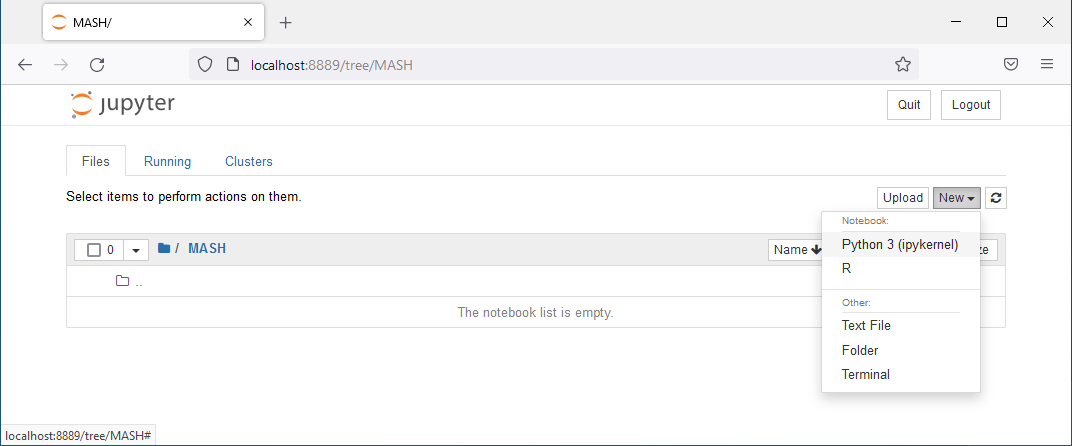 MASH/
localhost:8889/tree/MASH
jupyter
Quit
Logout
Files
Running
Clusters
Select items to perform actions on them.
Upload
New
Notebook:
Python 3 (ipykernel)
R
Other:
Text File
Folder
Terminal
0
/ MASH
Name
..
The notebook list is empty.
localhost:8889/tree/MASH#